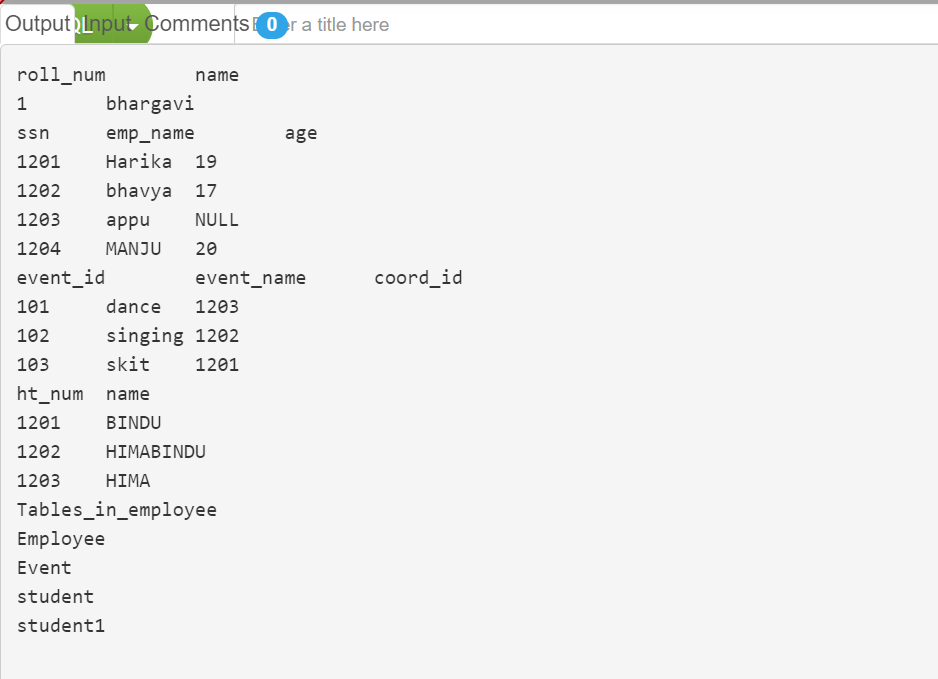 Output Input Comments 0 r a title here
roll_num name
1 bhargavi
ssn emp_name age
1201 Harika 19
1202 bhavya 17
1203 appu NULL
1204 MANJU 20
event_id event_name coord_id
101 dance 1203
102 singing 1202
103 skit 1201
ht_num name
1201 BINDU
1202 HIMABINDU
1203 HIMA
Tables_in_employee
Employee
Event
student
student1